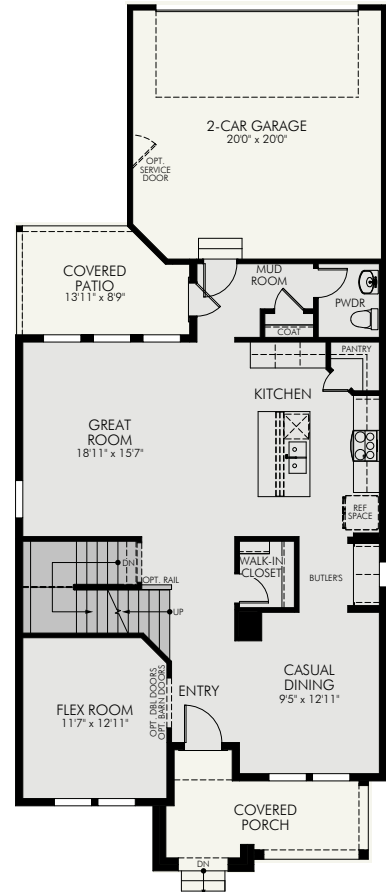 2-CAR GARAGE
20'0" x 20'0"
OPT.
SERVICE
DOOR
COVERED
PATIO
13'11" x 8'9"
MUD
ROOM
PWDR
COAT
PANTRY
KITCHEN
GREAT
ROOM
18'11" x 15'7"
REF
SPACE
DN
OPT. RAIL
WALK-IN
CLOSET
BUTLER'S
UP
CASUAL
DINING
9'5" x 12'11"
ENTRY
OPT. DBL DOORS
OPT. BARN DOORS
FLEX ROOM
11'7" x 12'11"
COVERED
PORCH
DN